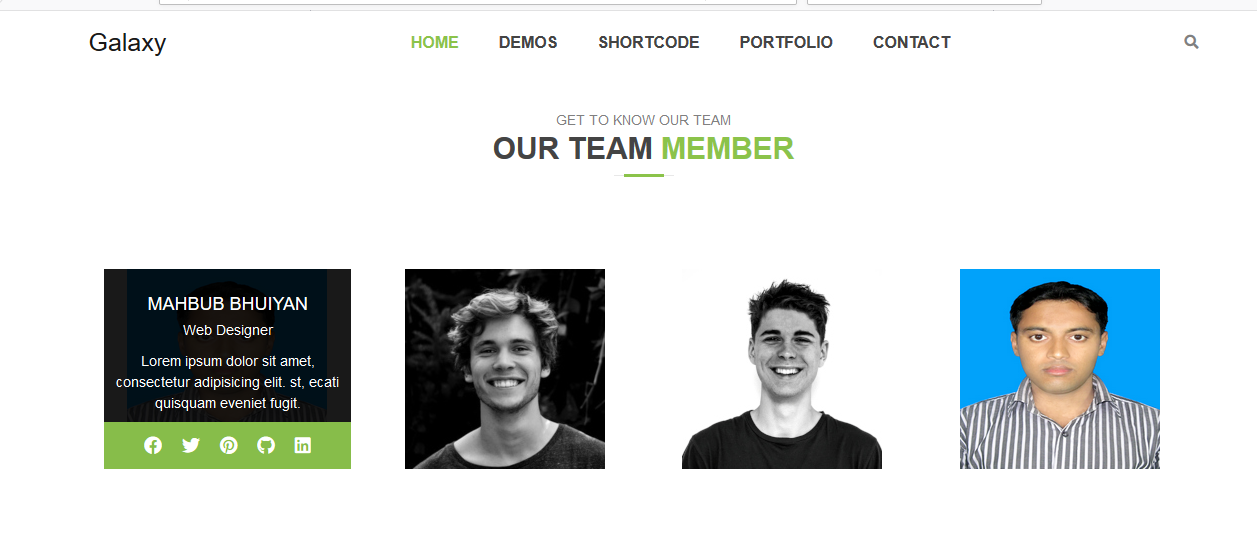 Galaxy
HOME DEMOS SHORTCODE PORTFOLIO CONTACT
GET TO KNOW OUR TEAM
OUR TEAM MEMBER
MAHBUB BHUIYAN
Web Designer
Lorem ipsum dolor sit amet,
consectetur adipisicing elit. st, ecati
quisquam eveniet fugit.